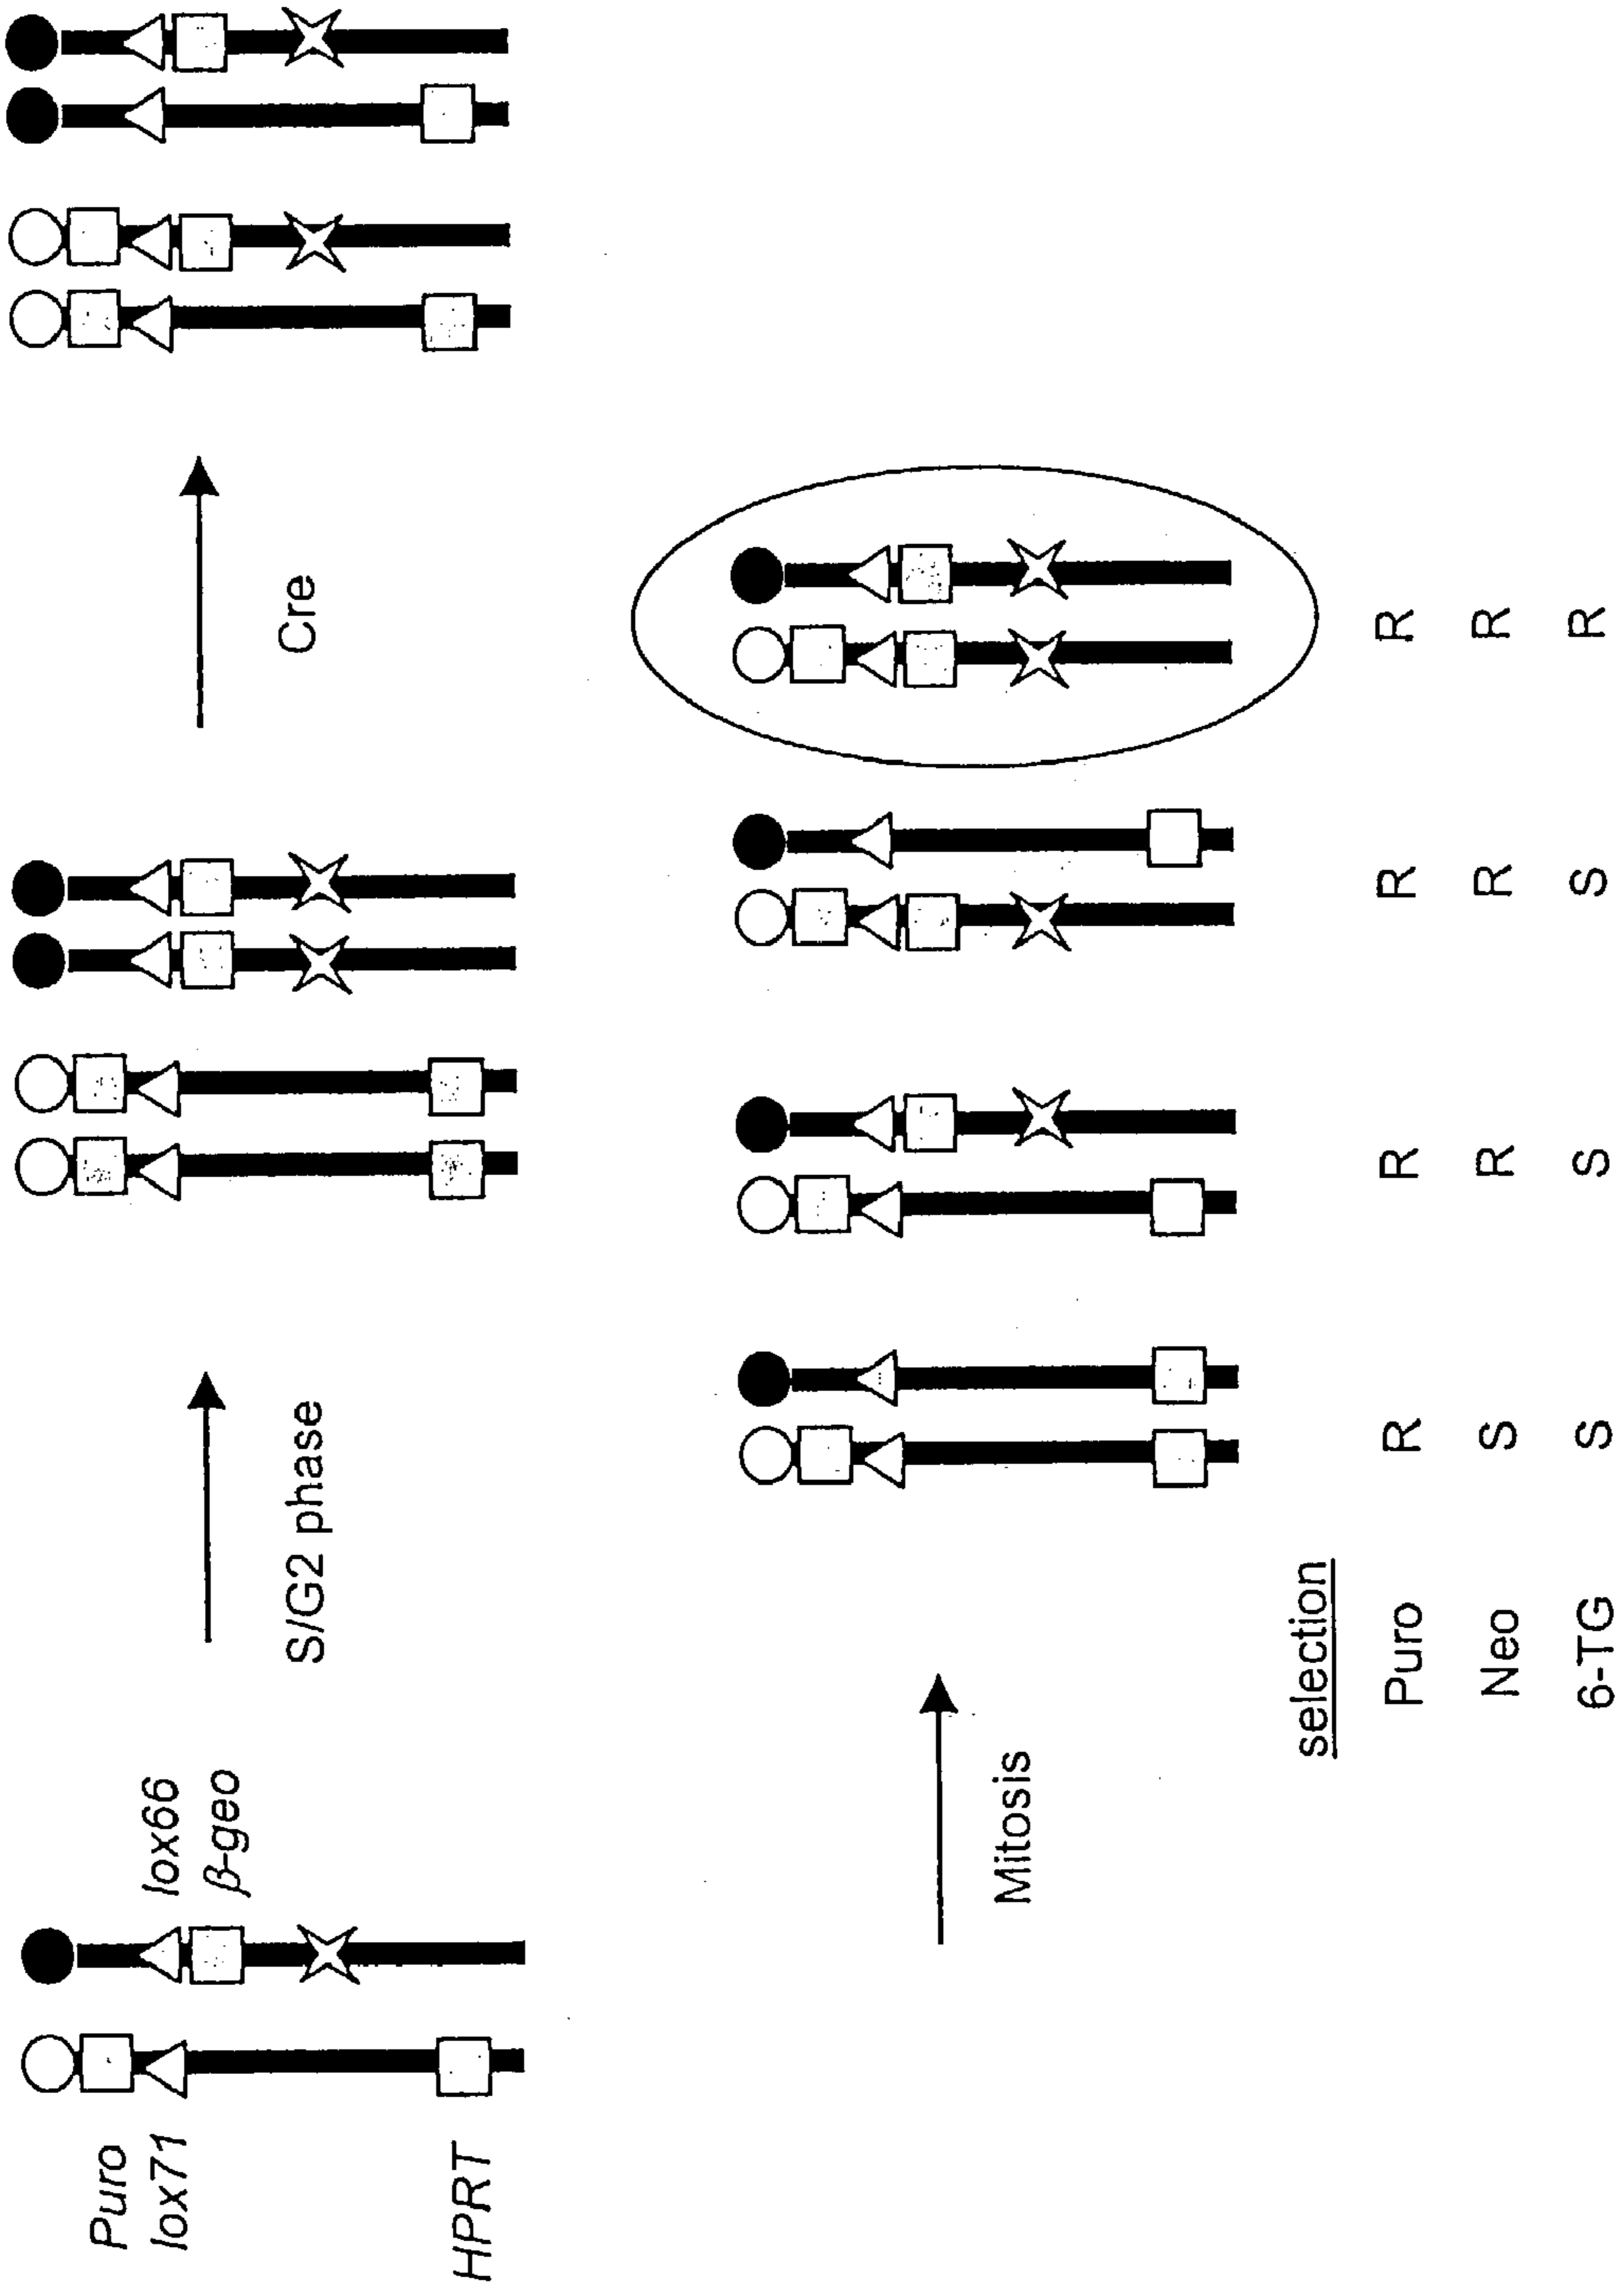 Puro
lox71
HPRT
lox66
β-geo
S/G2 phase
Cre
Mitosis
selection
Puro R R R R
Neo S R R R
6-TG S S S R